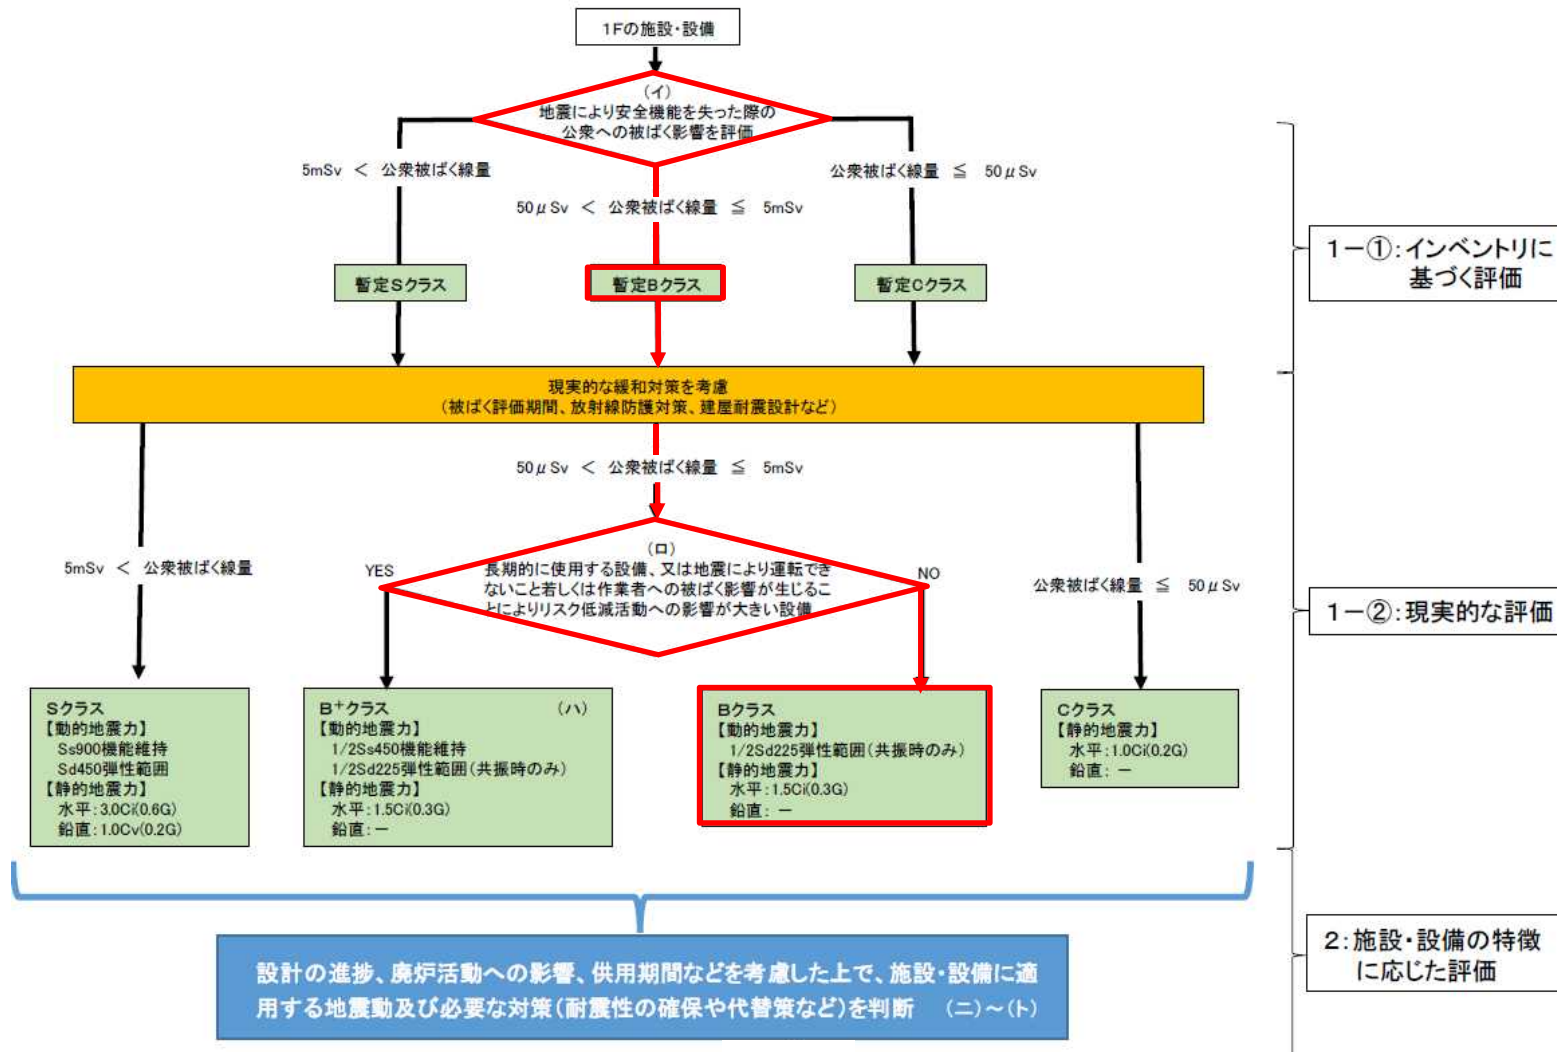 1Fの施設・設備
(イ)
地震により安全機能を失った際の
公衆への被ばく影響を評価
5mSv ＜ 公衆被ばく線量
50μSv ＜ 公衆被ばく線量 ≦ 5mSv
公衆被ばく線量 ≦ 50μSv
暫定Sクラス
暫定Bクラス
暫定Cクラス
1－①:インベントリに
基づく評価
現実的な緩和対策を考慮
(被ばく評価期間、放射線防護対策、建屋耐震設計など)
50μSv ＜ 公衆被ばく線量 ≦ 5mSv
5mSv ＜ 公衆被ばく線量
YES
(ロ)
長期的に使用する設備、又は地震により運転でき
ないこと若しくは作業者への被ばく影響が生じるこ
とによりリスク低減活動への影響が大きい設備
NO
公衆被ばく線量 ≦ 50μSv
1－②:現実的な評価
Sクラス
【動的地震力】
Ss900機能維持
Sd450弾性範囲
【静的地震力】
水平:3.0Ci(0.6G)
鉛直:1.0Cv(0.2G)
B⁺クラス (ハ)
【動的地震力】
1/2Ss450機能維持
1/2Sd225弾性範囲(共振時のみ)
【静的地震力】
水平:1.5Ci(0.3G)
鉛直:－
Bクラス
【動的地震力】
1/2Sd225弾性範囲(共振時のみ)
【静的地震力】
水平:1.5Ci(0.3G)
鉛直:－
Cクラス
【静的地震力】
水平:1.0Ci(0.2G)
鉛直:－
2:施設・設備の特徴
に応じた評価
設計の進捗、廃炉活動への影響、供用期間などを考慮した上で、施設・設備に適
用する地震動及び必要な対策(耐震性の確保や代替策など)を判断 (ニ)～(ト)